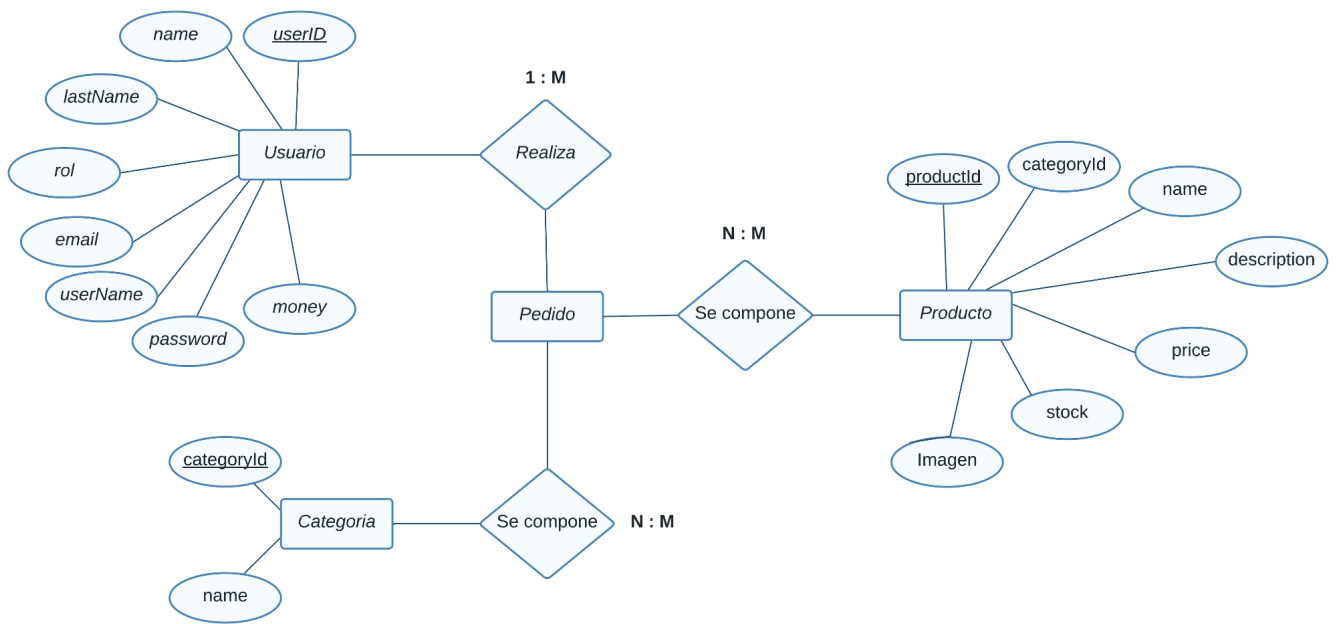 name
userID
lastName
rol
email
userName
password
money
Usuario
1 : M
Realiza
Pedido
N : M
Se compone
Producto
productId
categoryId
name
description
price
stock
Imagen
categoryId
Categoria
name
Se compone
N : M